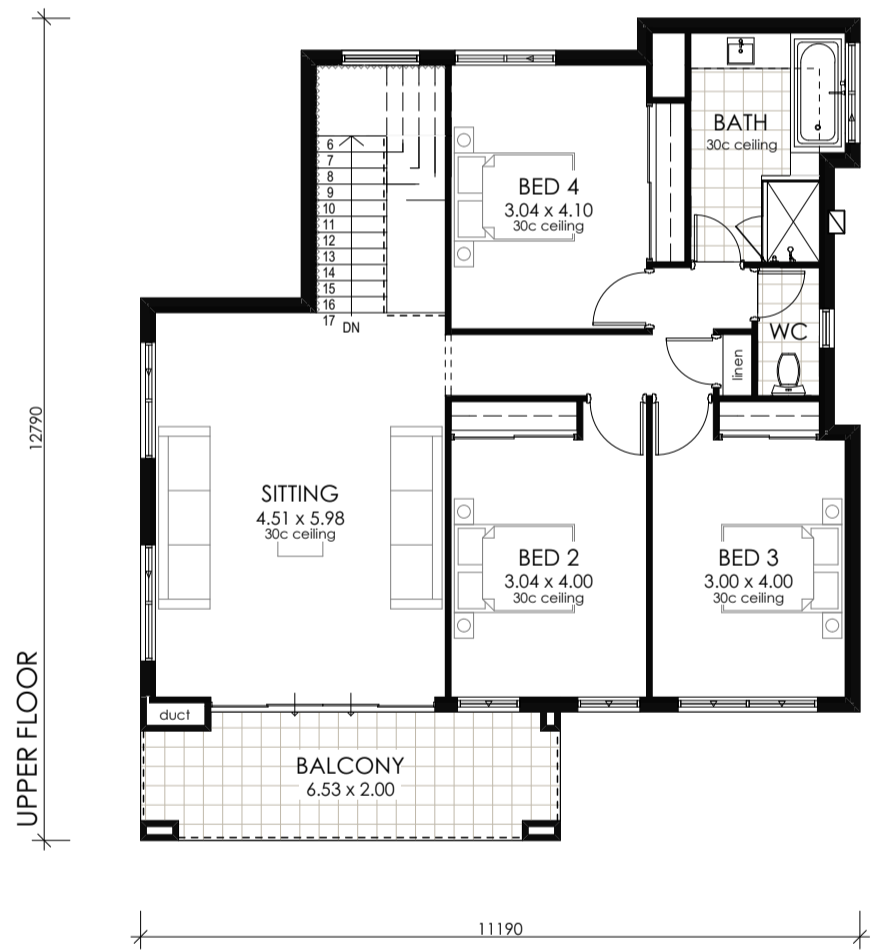 BATH
30c ceiling
BED 4
3.04 x 4.10
30c ceiling
6
7
8
9
10
11
12
13
14
15
16
17
DN
WC
linen
12790
SITTING
4.51 x 5.98
30c ceiling
BED 2
3.04 x 4.00
30c ceiling
BED 3
3.00 x 4.00
30c ceiling
UPPER FLOOR
duct
BALCONY
6.53 x 2.00
11190